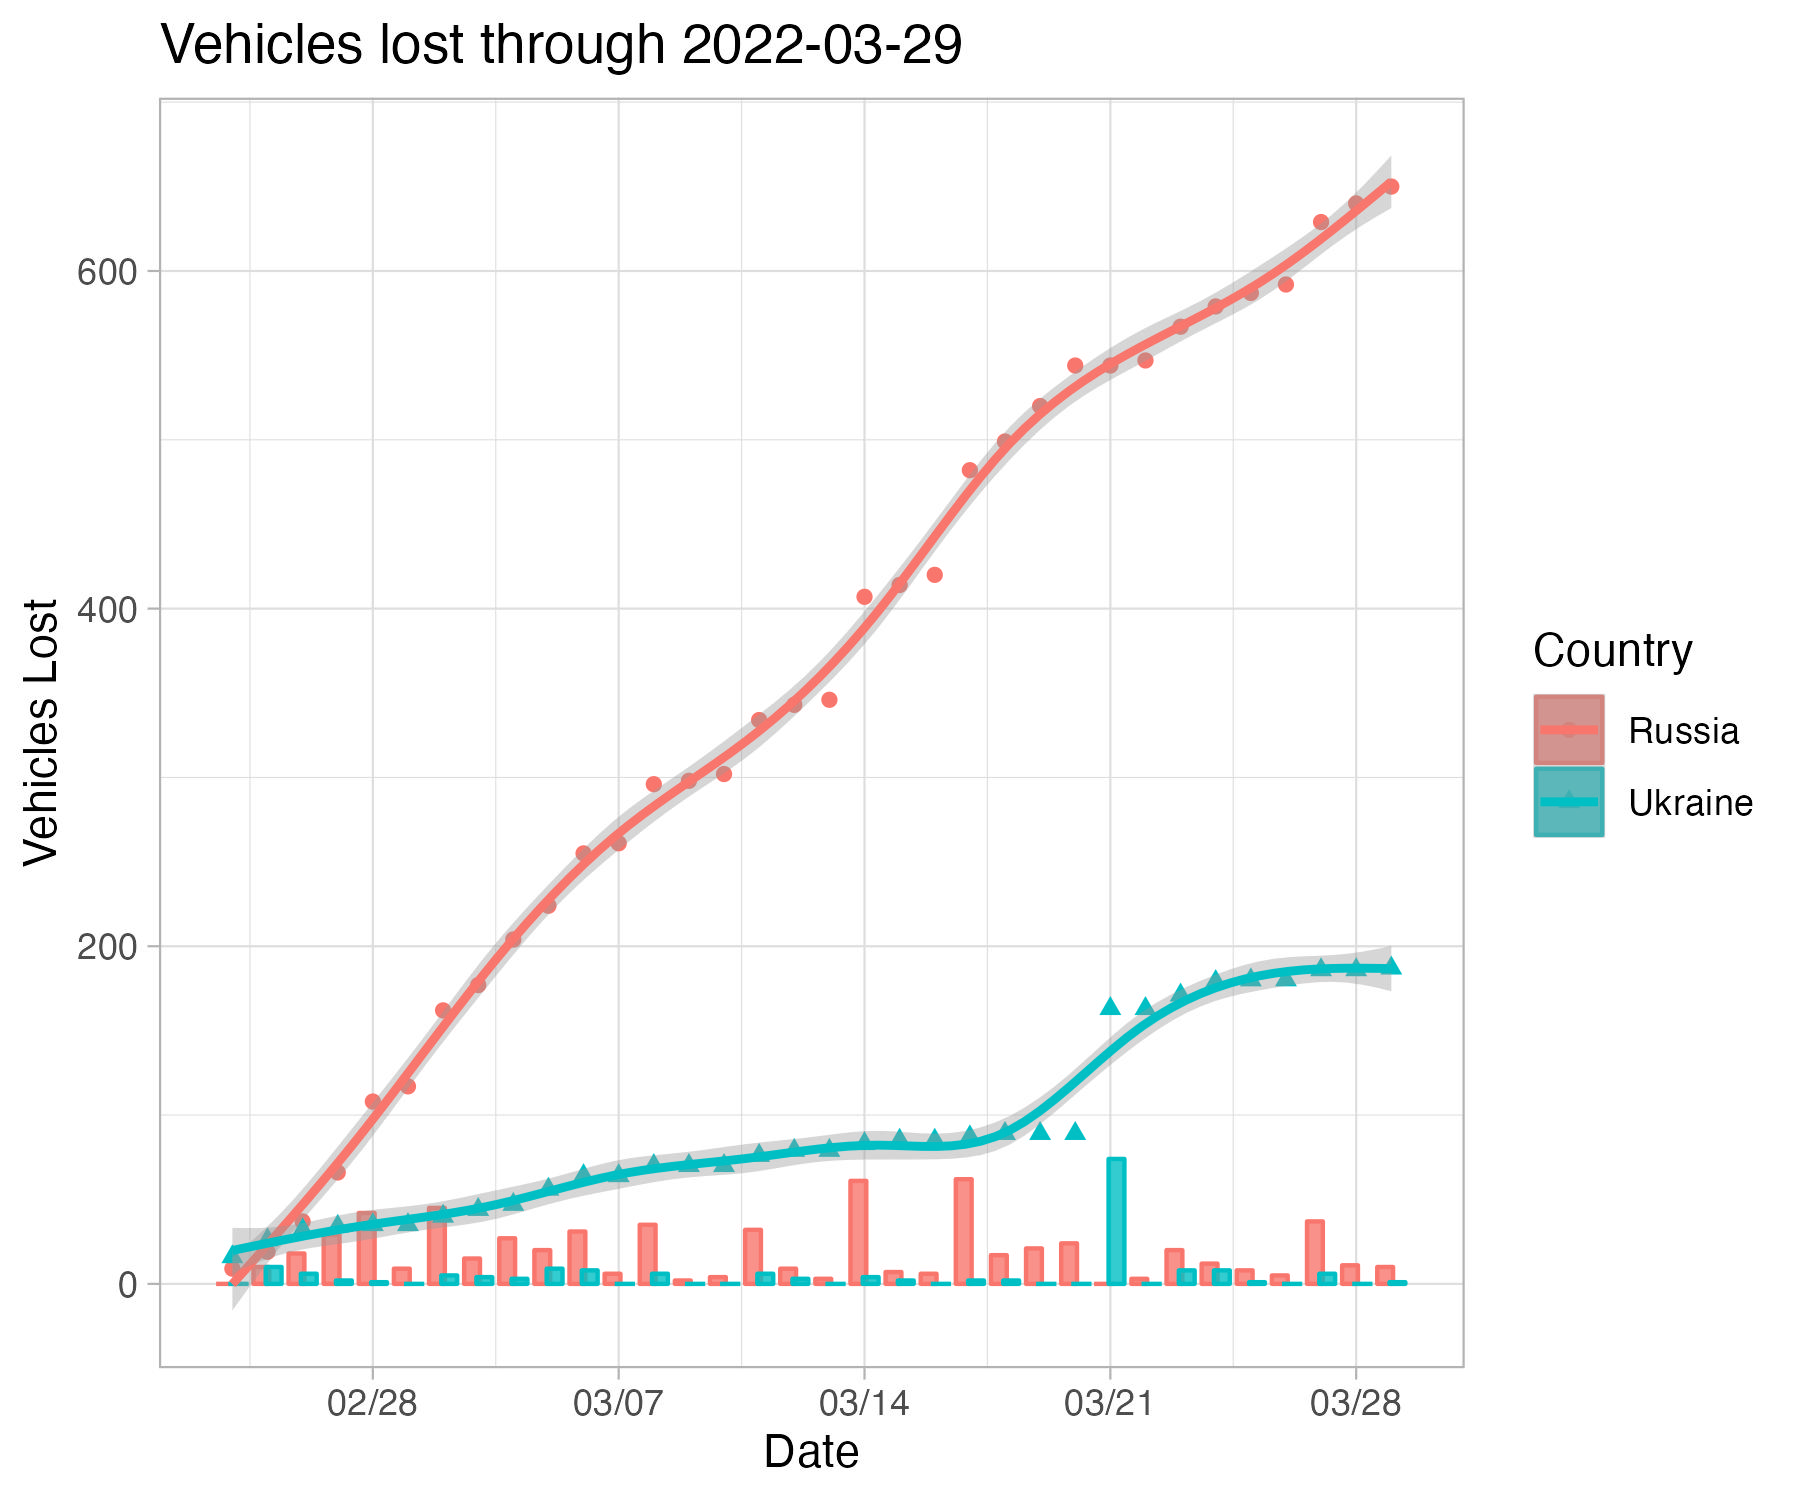 Vehicles lost through 2022-03-29
Vehicles Lost
600
400
200
0
02/28 03/07 03/14 03/21 03/28
Date
Country
Russia
Ukraine